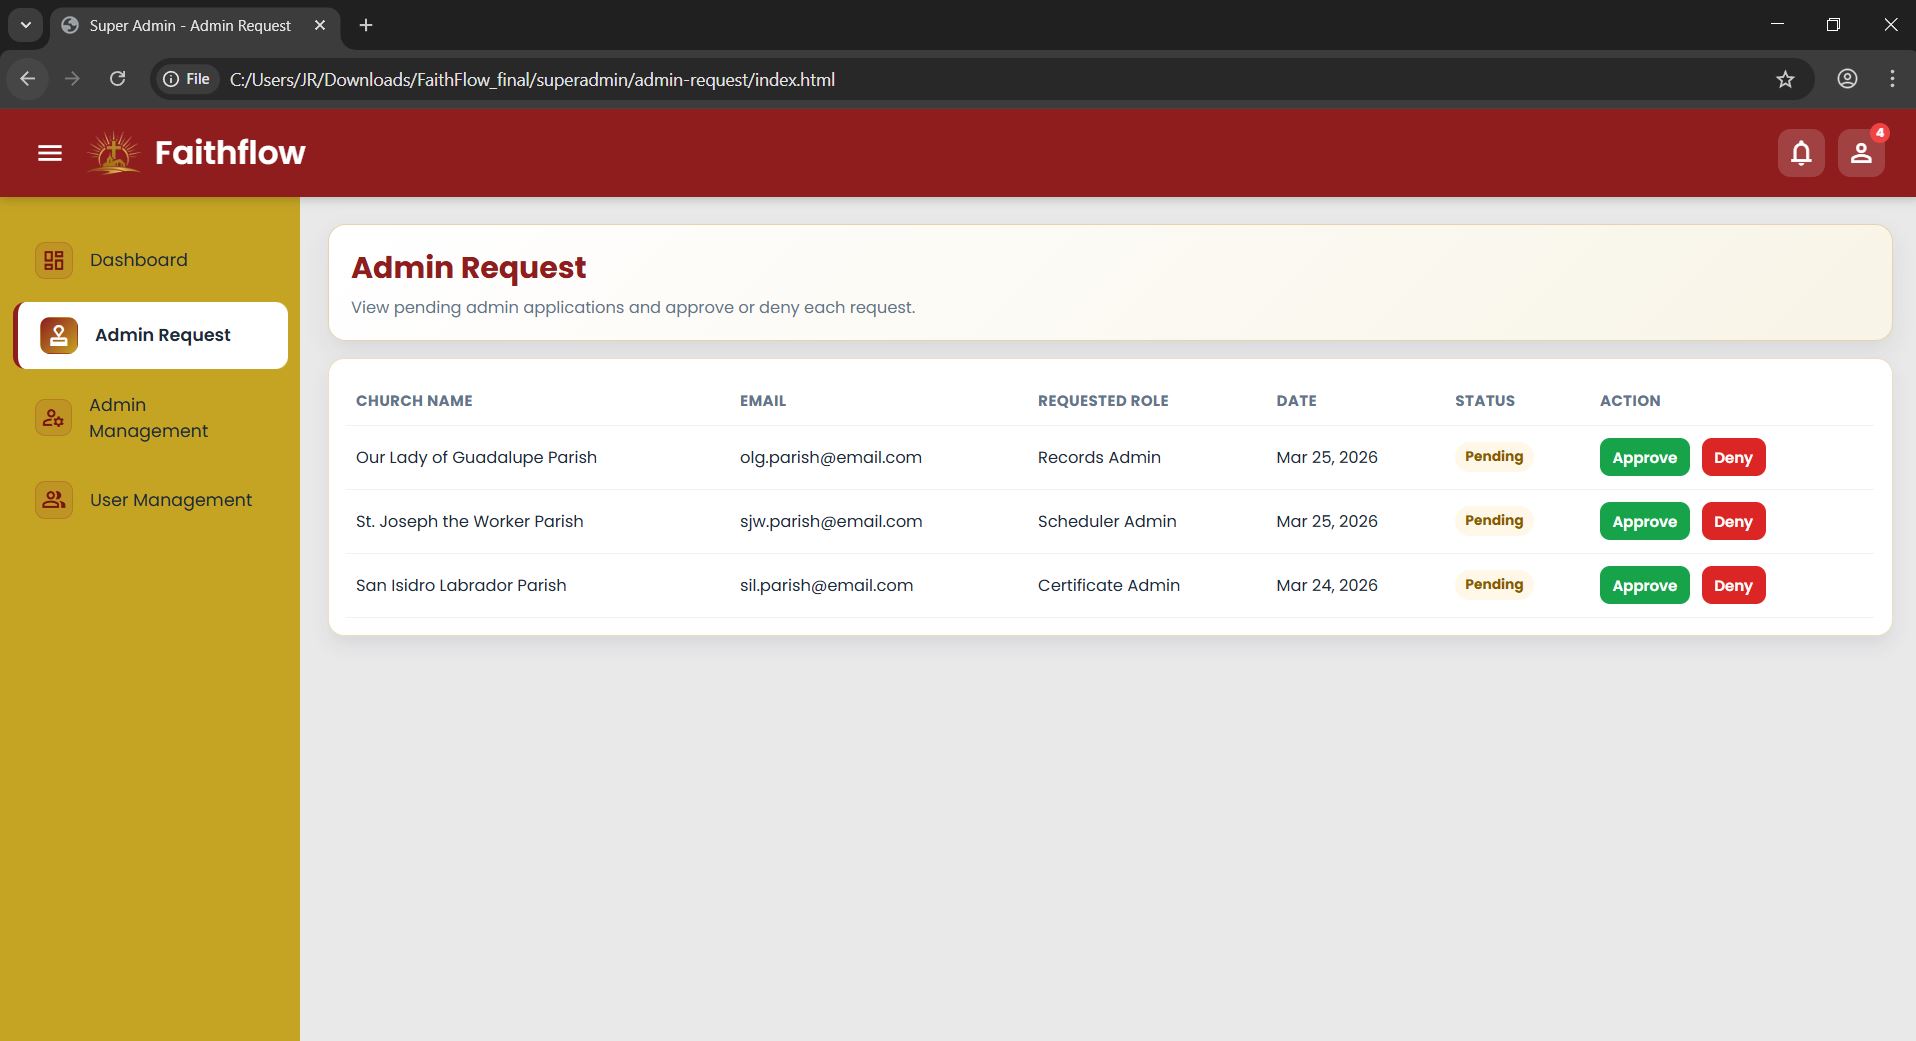 Super Admin - Admin Request
File
C:/Users/JR/Downloads/FaithFlow_final/superadmin/admin-request/index.html
Faithflow
4
Dashboard
Admin Request
Admin
Management
User Management
Admin Request
View pending admin applications and approve or deny each request.
CHURCH NAME EMAIL REQUESTED ROLE DATE STATUS ACTION
Our Lady of Guadalupe Parish olg.parish@email.com Records Admin Mar 25, 2026 Pending Approve Deny
St. Joseph the Worker Parish sjw.parish@email.com Scheduler Admin Mar 25, 2026 Pending Approve Deny
San Isidro Labrador Parish sil.parish@email.com Certificate Admin Mar 24, 2026 Pending Approve Deny